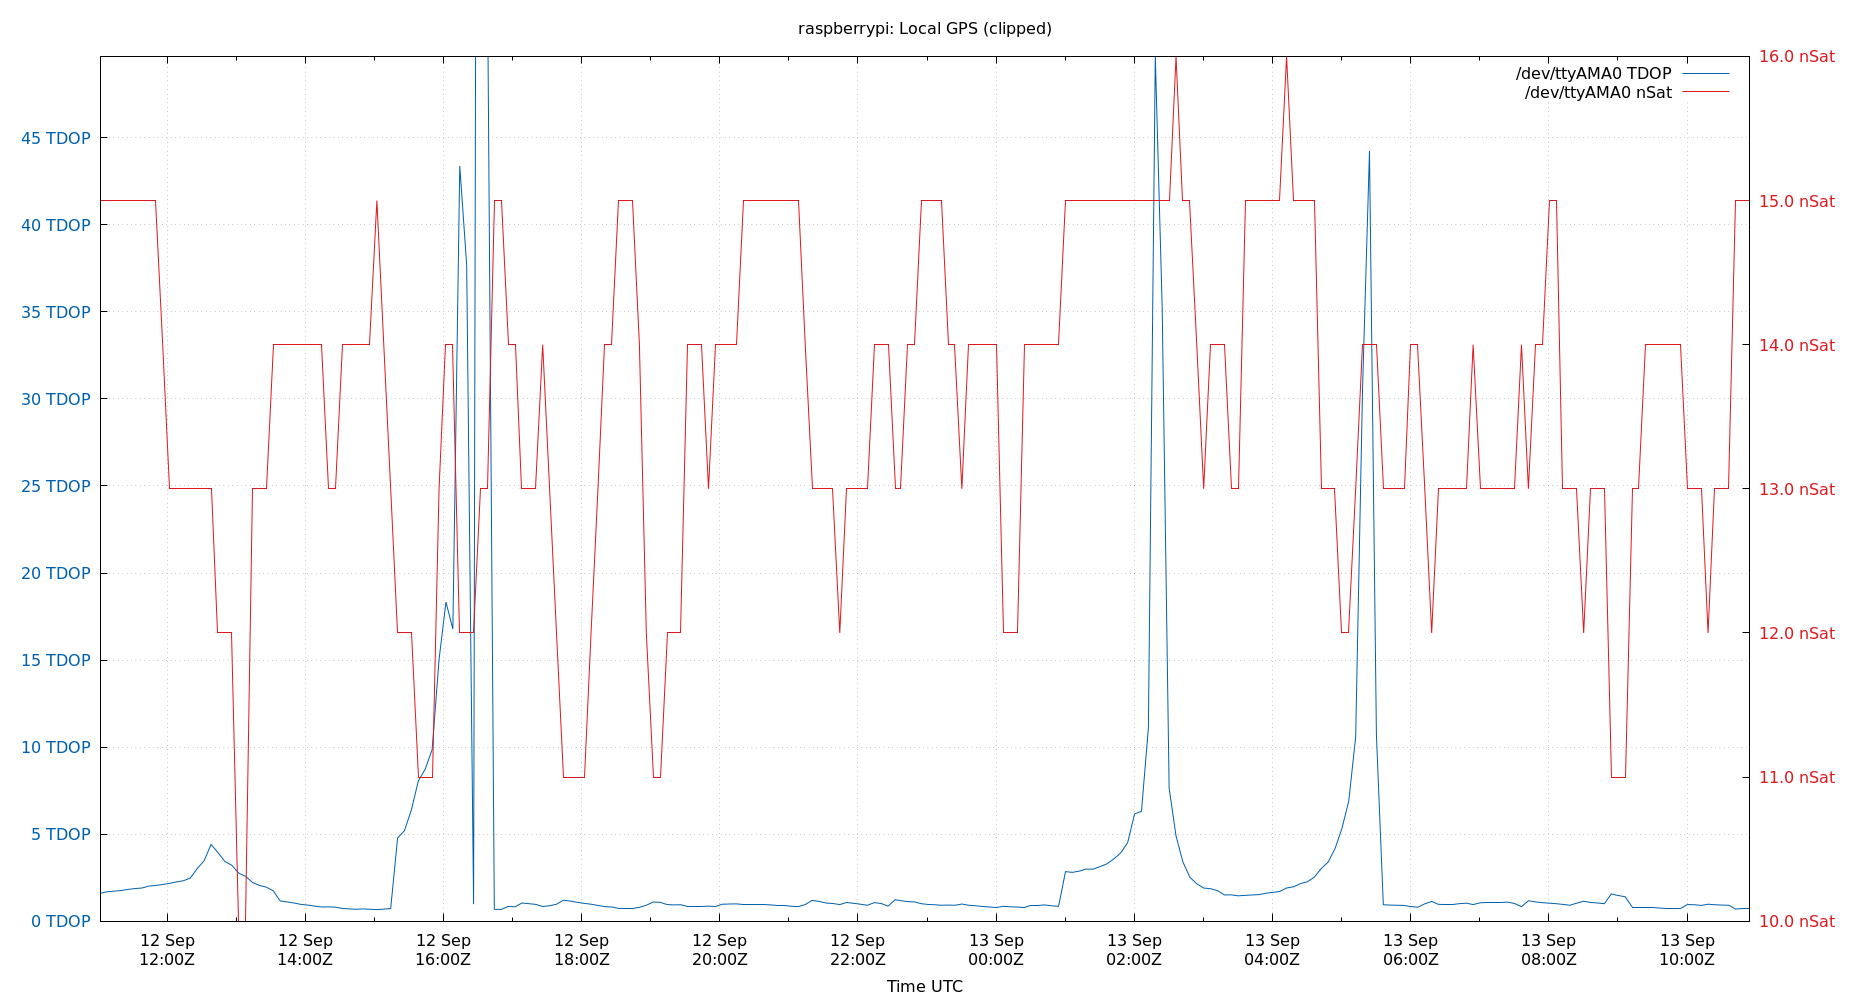 raspberrypi: Local GPS (clipped)
/dev/ttyAMA0 TDOP
/dev/ttyAMA0 nSat
45 TDOP
40 TDOP
35 TDOP
30 TDOP
25 TDOP
20 TDOP
15 TDOP
10 TDOP
5 TDOP
0 TDOP
16.0 nSat
15.0 nSat
14.0 nSat
13.0 nSat
12.0 nSat
11.0 nSat
10.0 nSat
12 Sep
12:00Z
12 Sep
14:00Z
12 Sep
16:00Z
12 Sep
18:00Z
12 Sep
20:00Z
12 Sep
22:00Z
13 Sep
00:00Z
13 Sep
02:00Z
13 Sep
04:00Z
13 Sep
06:00Z
13 Sep
08:00Z
13 Sep
10:00Z
Time UTC